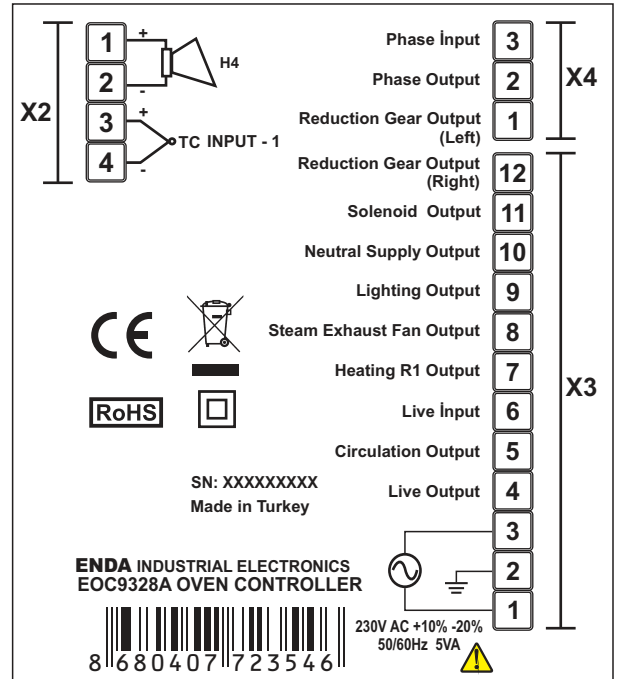 X2
1 +
2 -
H4
3 +
4 -
TC INPUT - 1
Phase İnput 3
Phase Output 2
Reduction Gear Output
(Left) 1
X4
Reduction Gear Output
(Right) 12
Solenoid Output 11
Neutral Supply Output 10
Lighting Output 9
Steam Exhaust Fan Output 8
Heating R1 Output 7
Live İnput 6
Circulation Output 5
Live Output 4
3
2
1
X3
CE
RoHS
SN: XXXXXXXXX
Made in Turkey
ENDA INDUSTRIAL ELECTRONICS
EOC9328A OVEN CONTROLLER
8 680407 723546
230V AC +10% -20%
50/60Hz 5VA